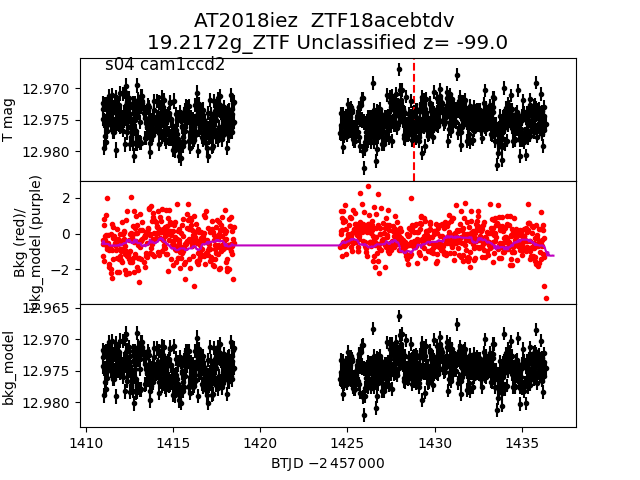 AT2018iez  ZTF18acebtdv
19.2172g_ZTF Unclassified z= -99.0
s04 cam1ccd2
T mag
12.970
12.975
12.980
Bkg (red)/
bkg_model (purple)
2
0
−2
bkg_model
12.965
12.970
12.975
12.980
1410 1415 1420 1425 1430 1435
BTJD −2 457 000